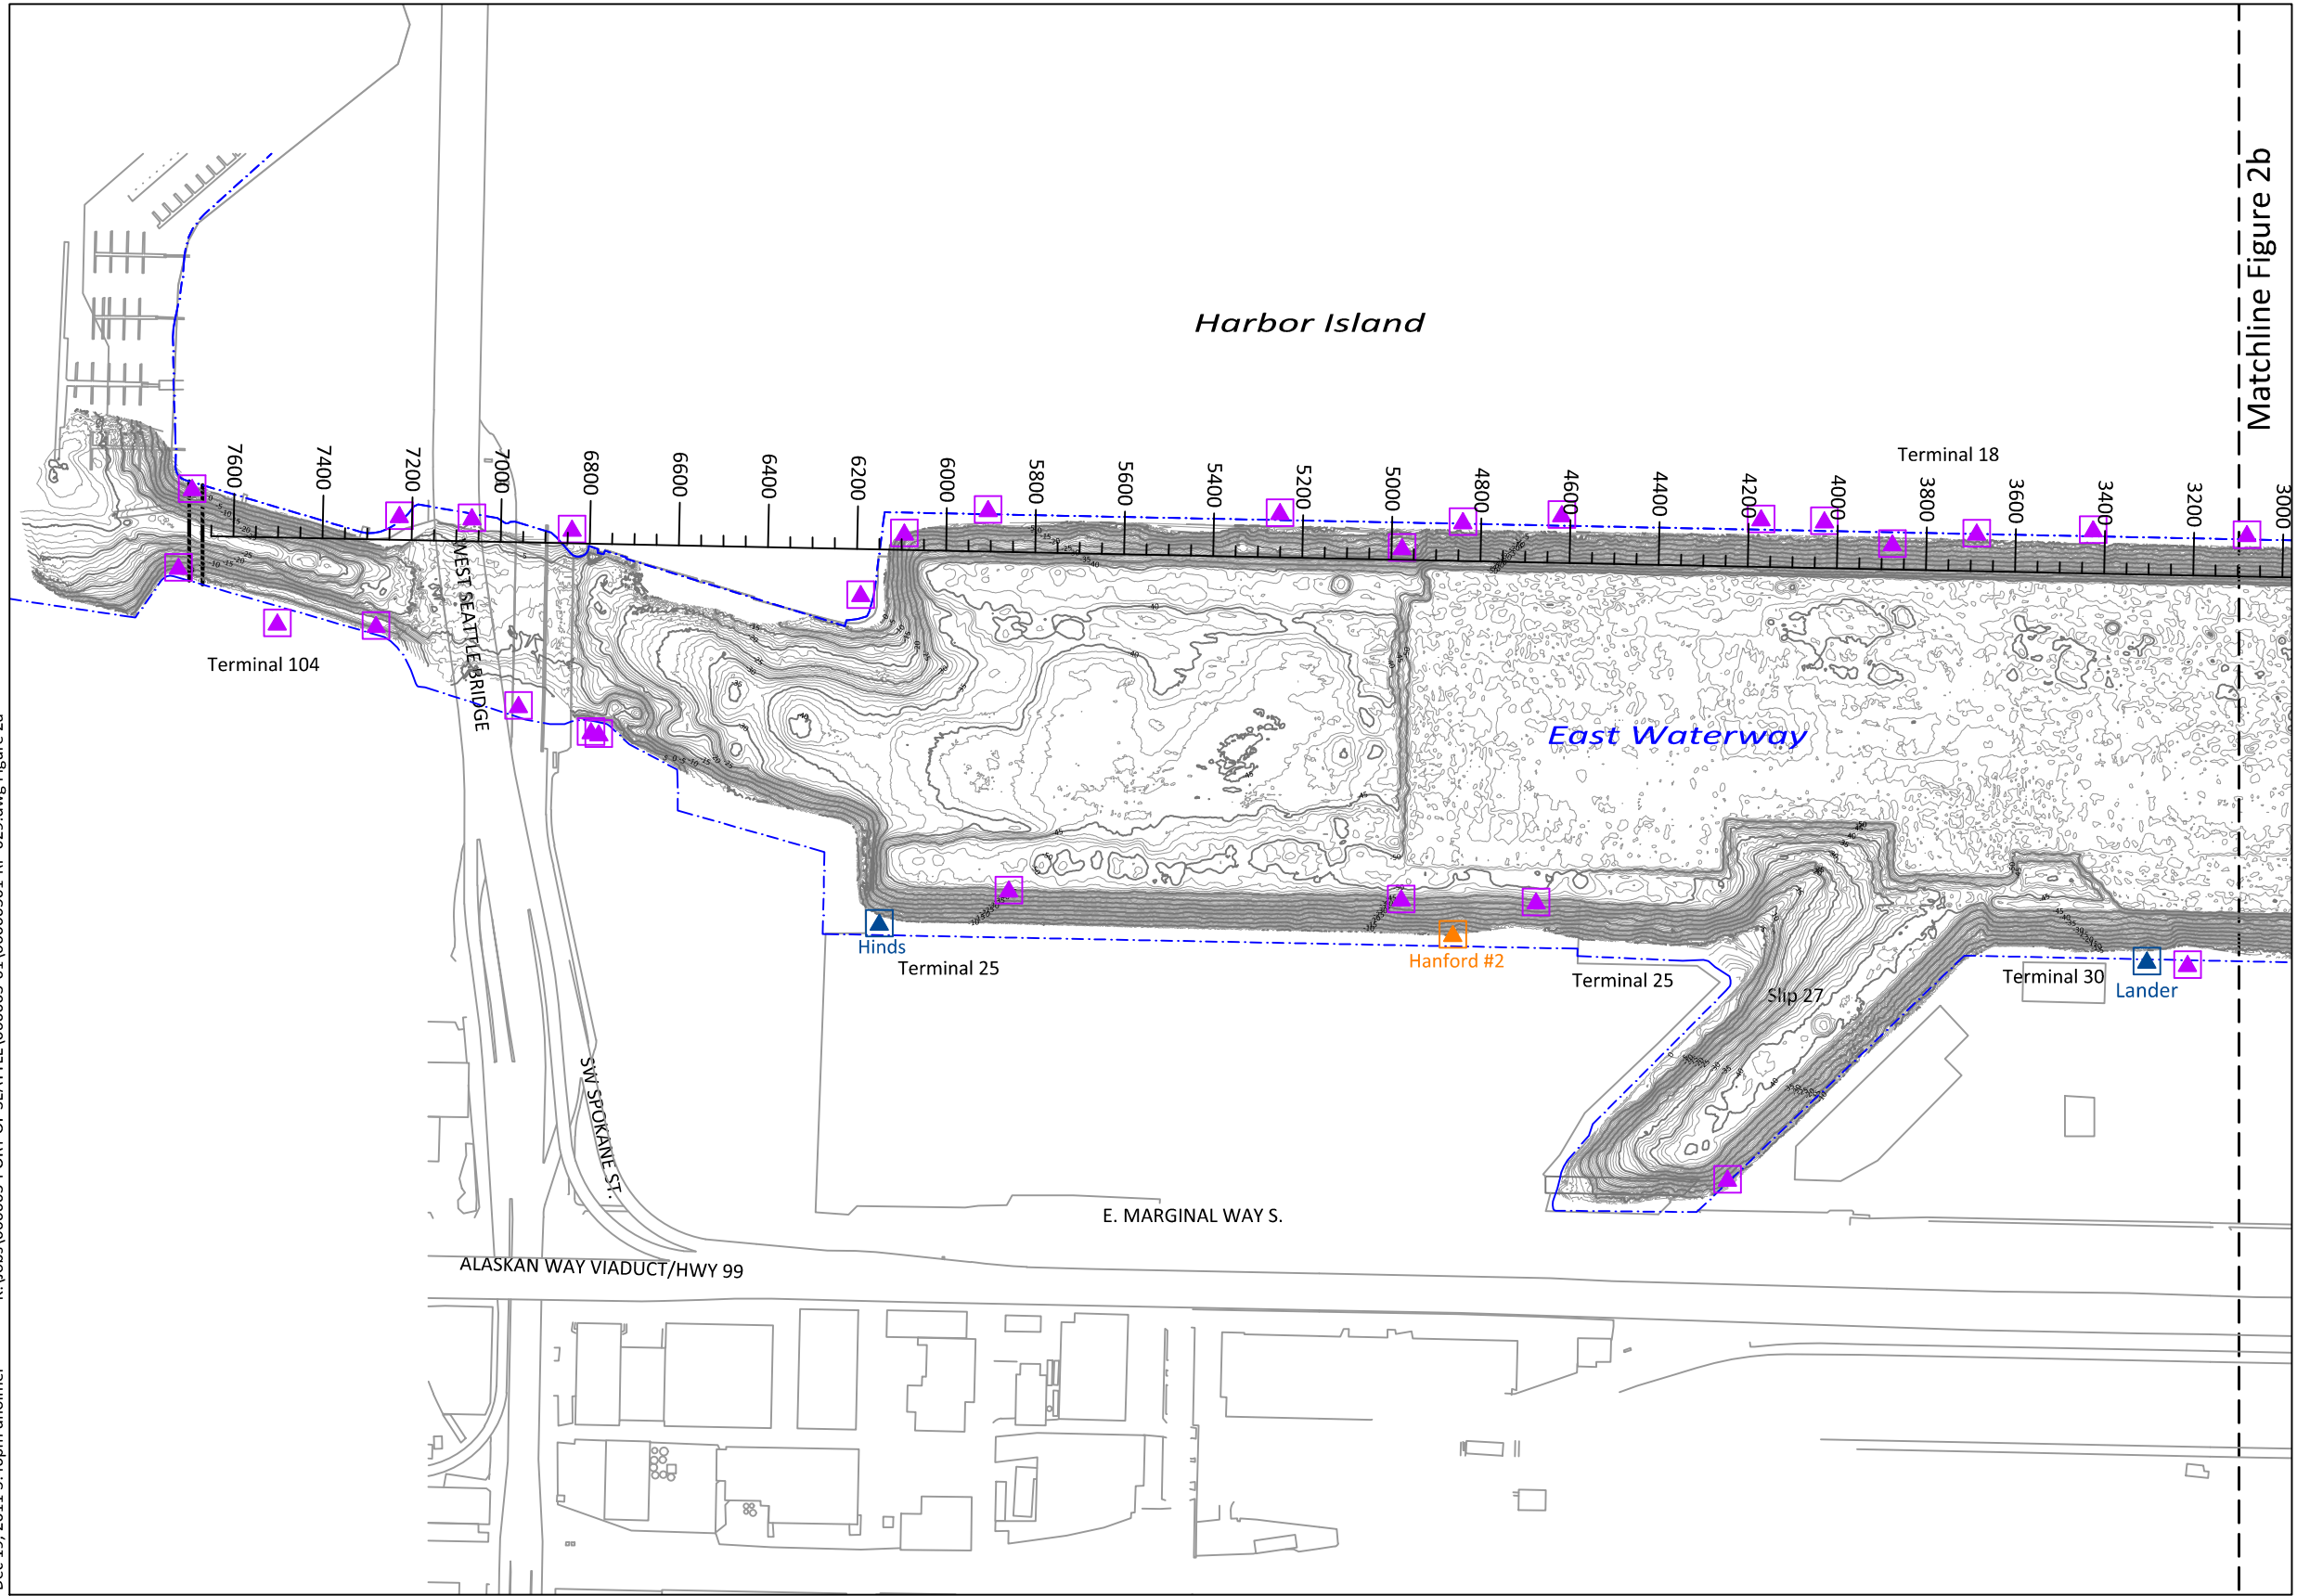 Harbor Island
Matchline Figure 2b
Terminal 18
7600
7400
7200
7000
6800
6600
6400
6200
6000
5800
5600
5400
5200
5000
4800
4600
4400
4200
4000
3800
3600
3400
3200
3000
WEST SEATTLE BRIDGE
Terminal 104
East Waterway
Hinds
Terminal 25
Hanford #2
Terminal 25
Slip 27
Terminal 30
Lander
SW SPOKANE ST.
E. MARGINAL WAY S.
ALASKAN WAY VIADUCT/HWY 99